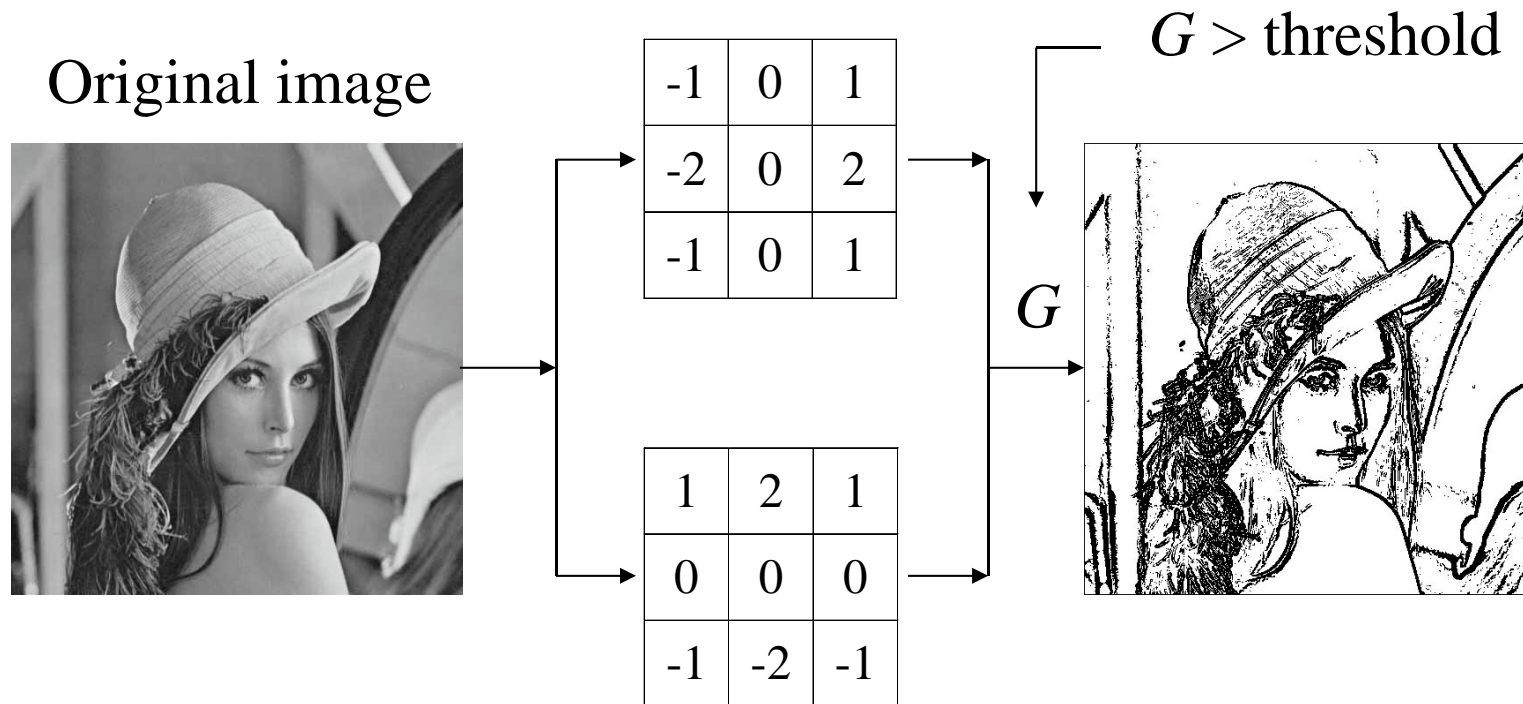 Original image
-1 0 1
-2 0 2
-1 0 1
1 2 1
0 0 0
-1 -2 -1
G > threshold
G